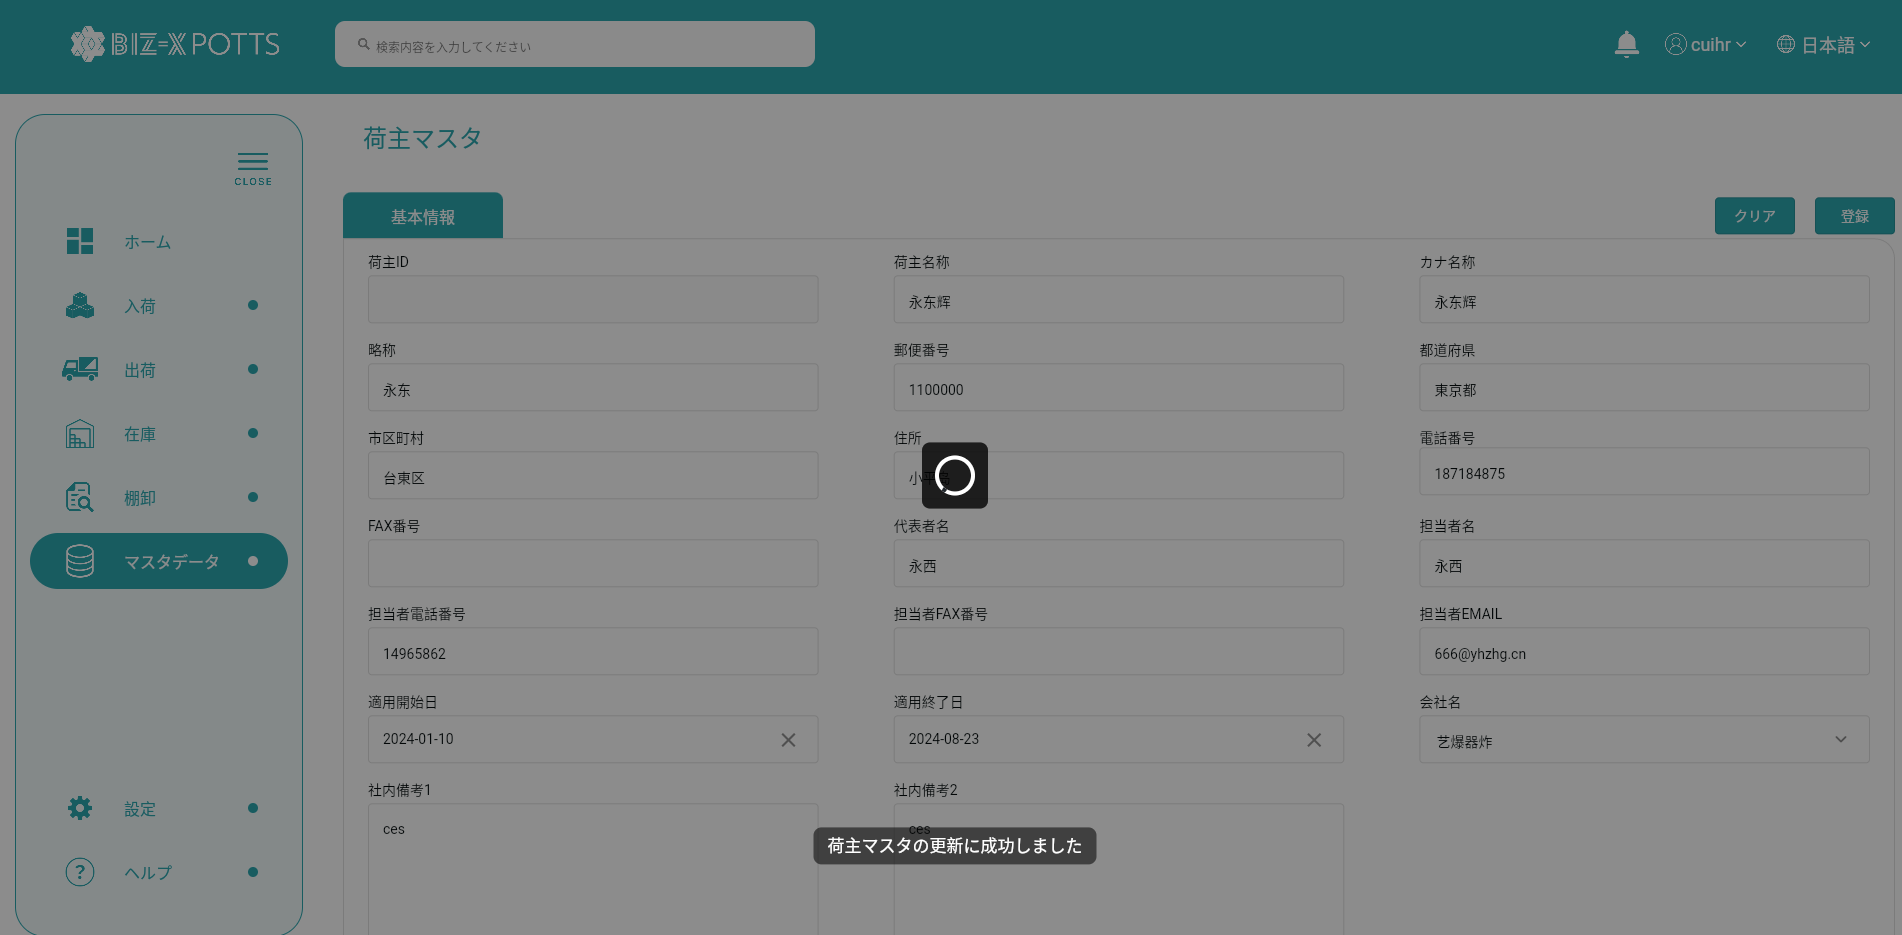 BIZ-X POTTS
検索内容を入力してください
cuihr
日本語
CLOSE
ホーム
入荷
出荷
在庫
棚卸
マスタデータ
設定
ヘルプ
荷主マスタ
基本情報
クリア
登録
荷主ID
荷主名称
永东辉
カナ名称
永东辉
略称
永东
郵便番号
1100000
都道府県
東京都
市区町村
台東区
住所
小平
電話番号
187184875
FAX番号
代表者名
永西
担当者名
永西
担当者電話番号
14965862
担当者FAX番号
担当者EMAIL
666@yhzhg.cn
適用開始日
2024-01-10
適用終了日
2024-08-23
会社名
艺爆器炸
社内備考1
ces
社内備考2
ces
荷主マスタの更新に成功しました